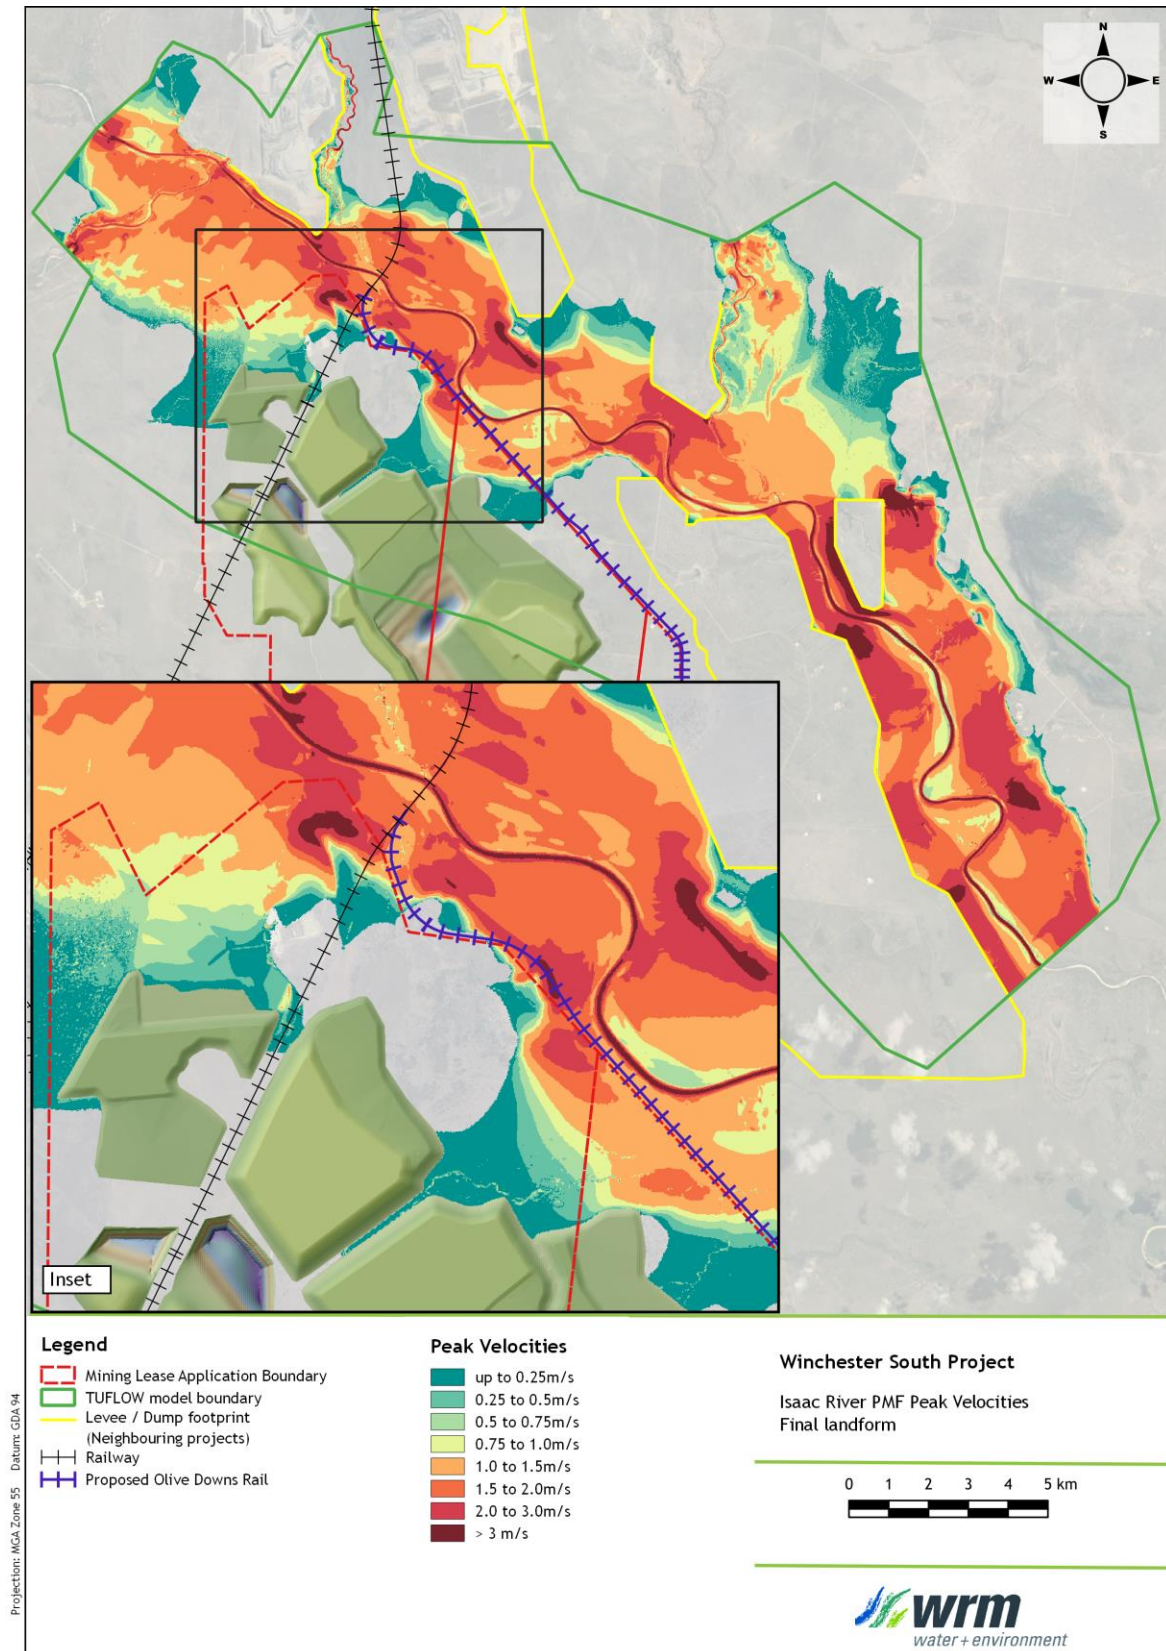 N
W
E
S
Inset
Legend
Mining Lease Application Boundary
TUFLOW model boundary
Levee / Dump footprint
(Neighbouring projects)
Railway
Proposed Olive Downs Rail
Peak Velocities
up to 0.25m/s
0.25 to 0.5m/s
0.5 to 0.75m/s
0.75 to 1.0m/s
1.0 to 1.5m/s
1.5 to 2.0m/s
2.0 to 3.0m/s
> 3 m/s
Winchester South Project
Isaac River PMF Peak Velocities
Final landform
0 1 2 3 4 5 km
wrm
water + environment
Projection: MGA Zone 55 Datum: GDA 94